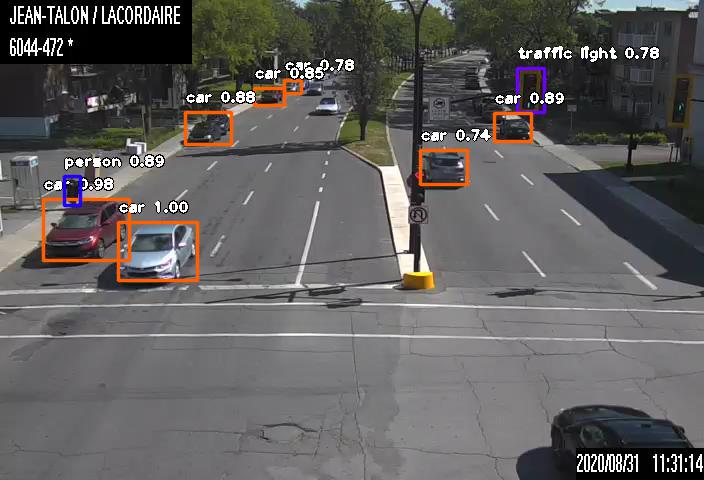 JEAN-TALON / LACORDAIRE
6044-472 *
car 0.78
car 0.85
traffic light 0.78
car 0.88
car 0.89
car 0.74
person 0.89
car 0.98
car 1.00
2020/08/31 11:31:14